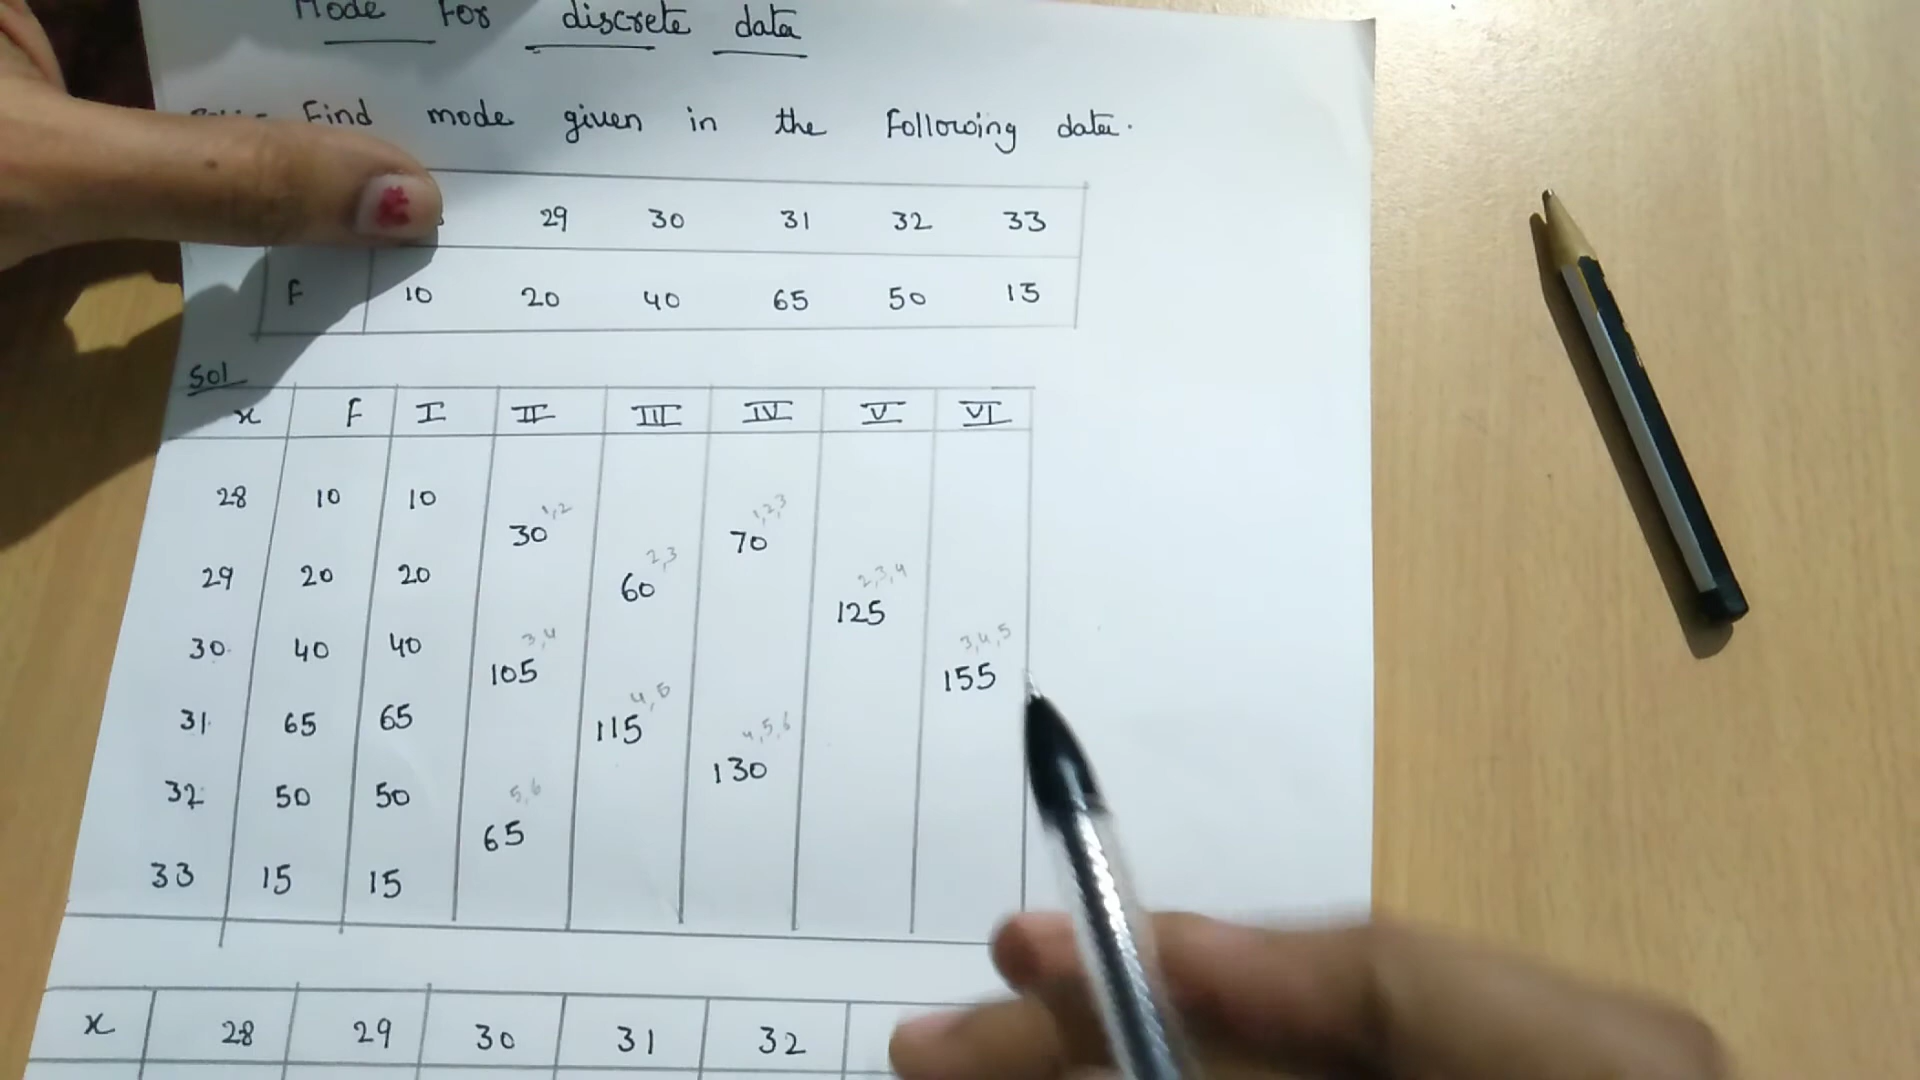 Mode For discrete data
Find mode given in the Following data.
29 30 31 32 33
F 10 20 40 65 50 15
Sol
x F I II III IV V VI
28 10 10
30 1,2
70 1,2,3
29 20 20
60 2,3
125 2,3,4
30 40 40
105 3,4
155 3,4,5
31 65 65
115 4,5
130 4,5,6
32 50 50
65 5,6
33 15 15
x 28 29 30 31 32